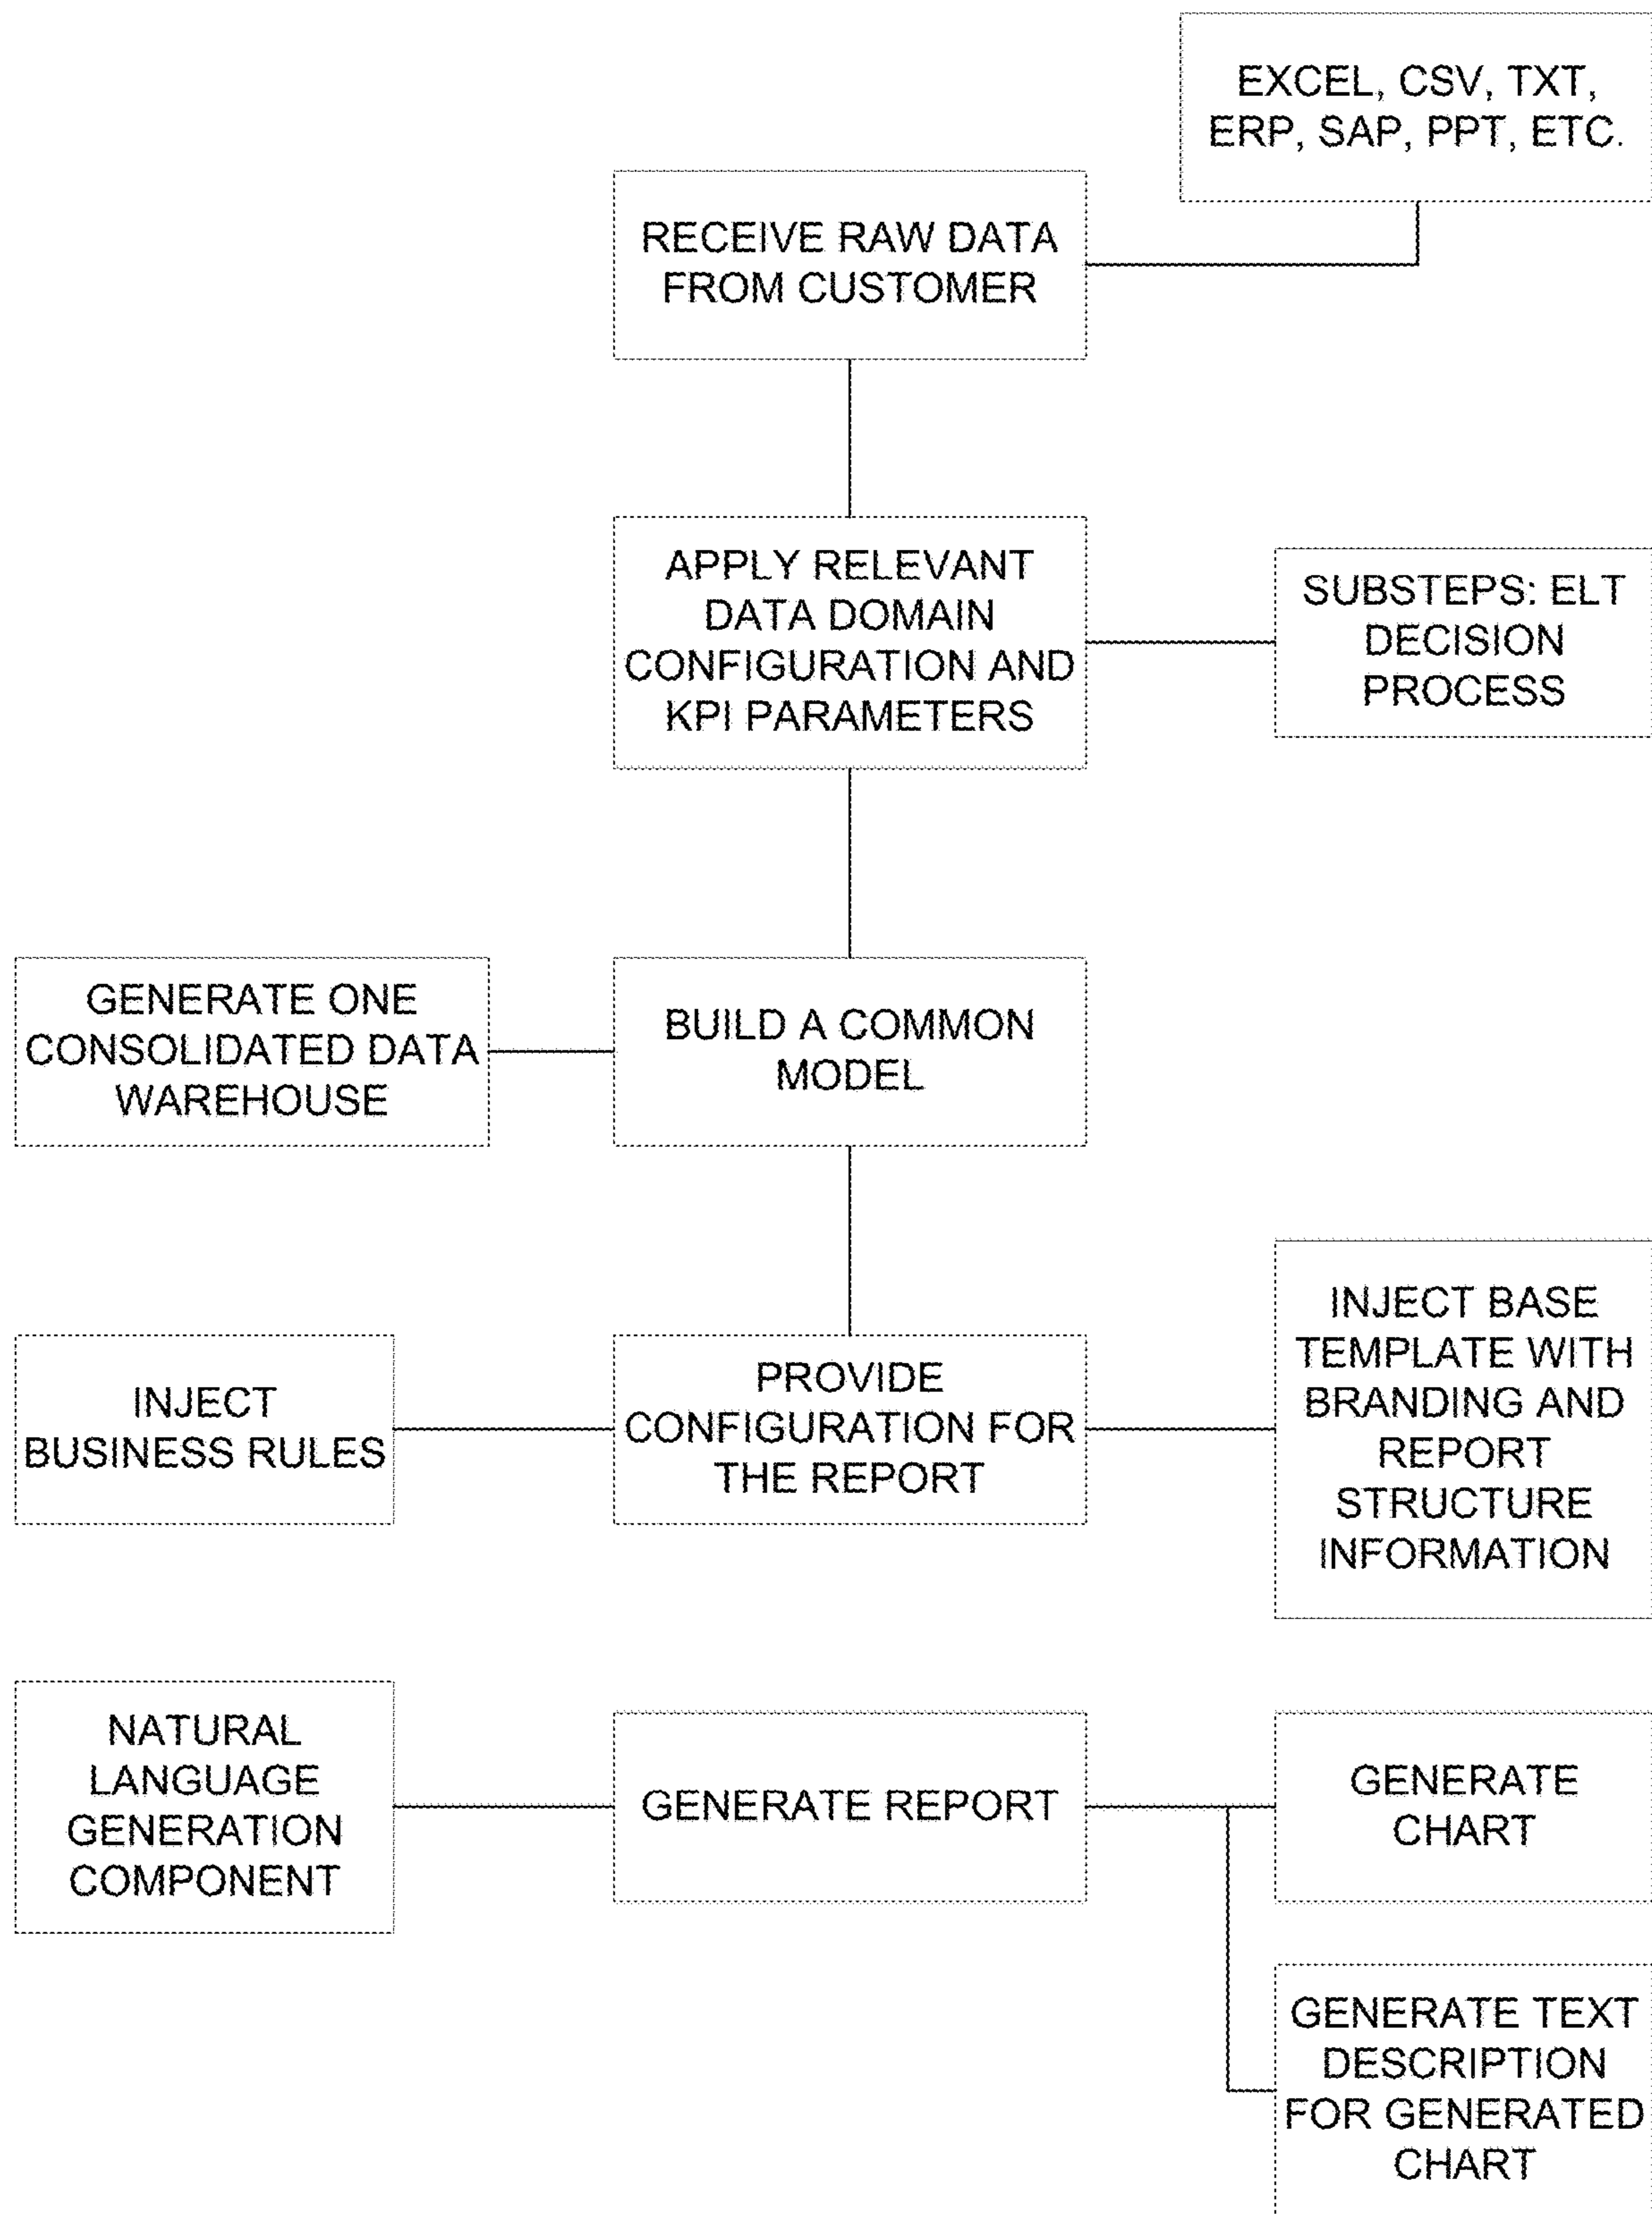 EXCEL, CSV, TXT,
ERP, SAP, PPT, ETC.
RECEIVE RAW DATA
FROM CUSTOMER
APPLY RELEVANT
DATA DOMAIN
CONFIGURATION AND
KPI PARAMETERS
SUBSTEPS: ELT
DECISION
PROCESS
GENERATE ONE
CONSOLIDATED DATA
WAREHOUSE
BUILD A COMMON
MODEL
INJECT
BUSINESS RULES
PROVIDE
CONFIGURATION FOR
THE REPORT
INJECT BASE
TEMPLATE WITH
BRANDING AND
REPORT
STRUCTURE
INFORMATION
NATURAL
LANGUAGE
GENERATION
COMPONENT
GENERATE REPORT
GENERATE
CHART
GENERATE TEXT
DESCRIPTION
FOR GENERATED
CHART